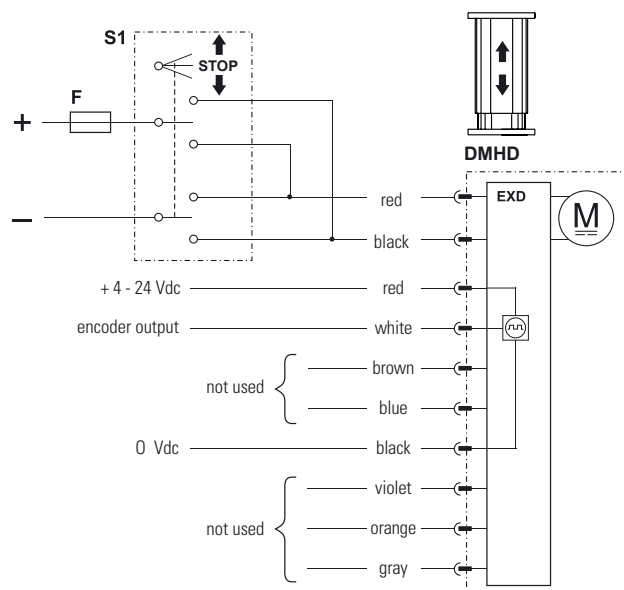 S1
STOP
F
+
–
DMHD
EXD
M
red
black
+ 4 - 24 Vdc red
encoder output white
not used
brown
blue
0 Vdc black
not used
violet
orange
gray